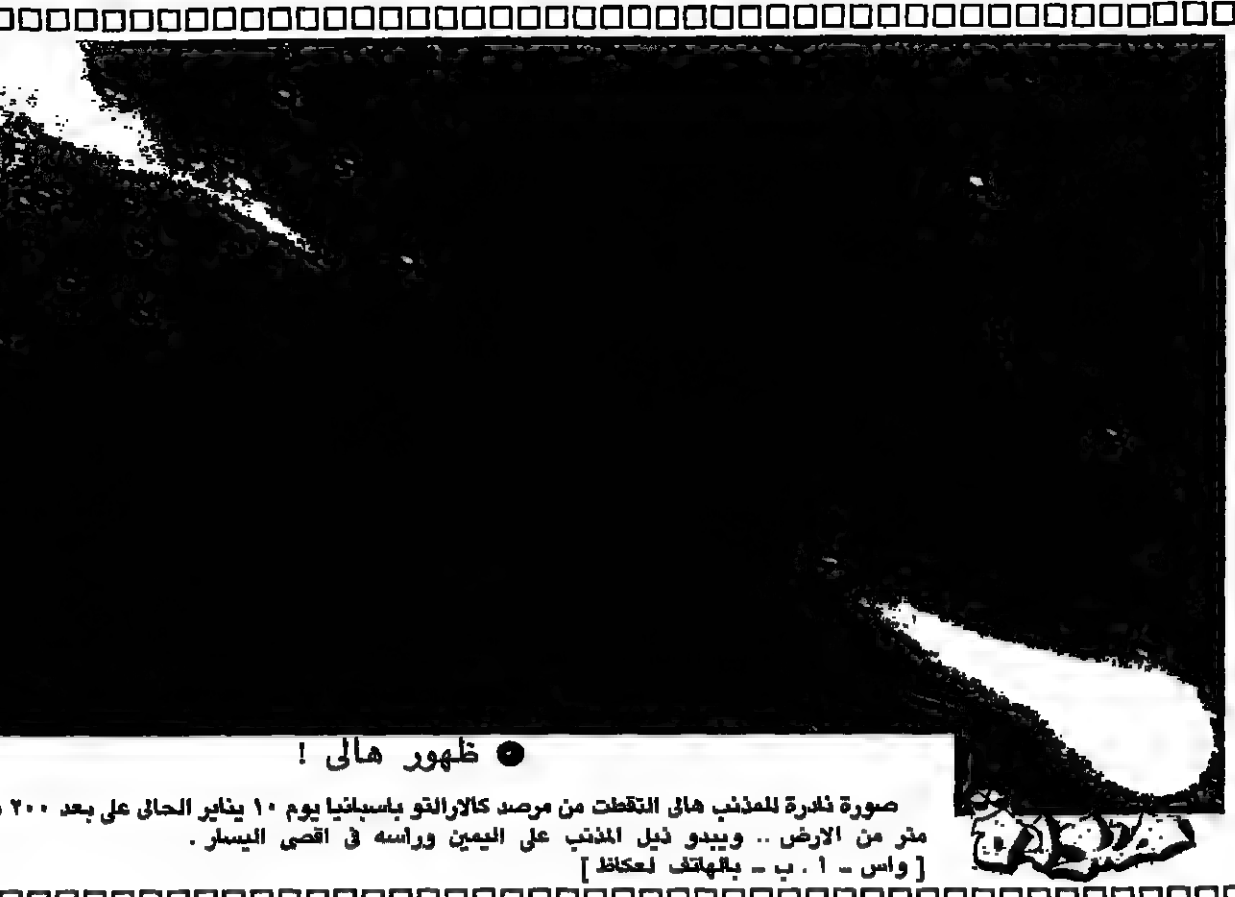 ظهور هالى !
صورة نادرة للمذنب هالى التقطت من مرصد كالارالتو باسبانيا يوم ١٠ يناير الحالى على بعد ٢٠٠
متر من الارض .. ويبدو ذيل المذنب على اليمين وراسه في اقصى اليسار .
[ واس ـ أ . ب ـ بالهاتف لعكاظ ]